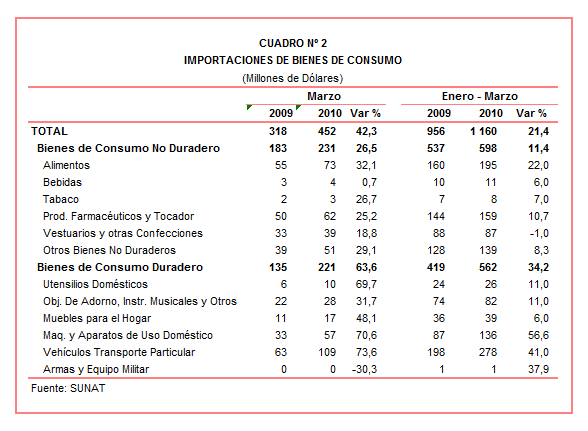 CUADRO Nº 2
IMPORTACIONES DE BIENES DE CONSUMO
(Millones de Dólares)
Marzo Enero - Marzo
2009 2010 Var % 2009 2010 Var %
TOTAL 318 452 42,3 956 1 160 21,4
Bienes de Consumo No Duradero 183 231 26,5 537 598 11,4
Alimentos 55 73 32,1 160 195 22,0
Bebidas 3 4 0,7 10 11 6,0
Tabaco 2 3 26,7 7 8 7,0
Prod. Farmacéuticos y Tocador 50 62 25,2 144 159 10,7
Vestuarios y otras Confecciones 33 39 18,8 88 87 -1,0
Otros Bienes No Duraderos 39 51 29,1 128 139 8,3
Bienes de Consumo Duradero 135 221 63,6 419 562 34,2
Utensilios Domésticos 6 10 69,7 24 26 11,0
Obj. De Adorno, Instr. Musicales y Otros 22 28 31,7 74 82 11,0
Muebles para el Hogar 11 17 48,1 36 39 6,0
Maq. y Aparatos de Uso Doméstico 33 57 70,6 87 136 56,6
Vehículos Transporte Particular 63 109 73,6 198 278 41,0
Armas y Equipo Militar 0 0 -30,3 1 1 37,9
Fuente: SUNAT